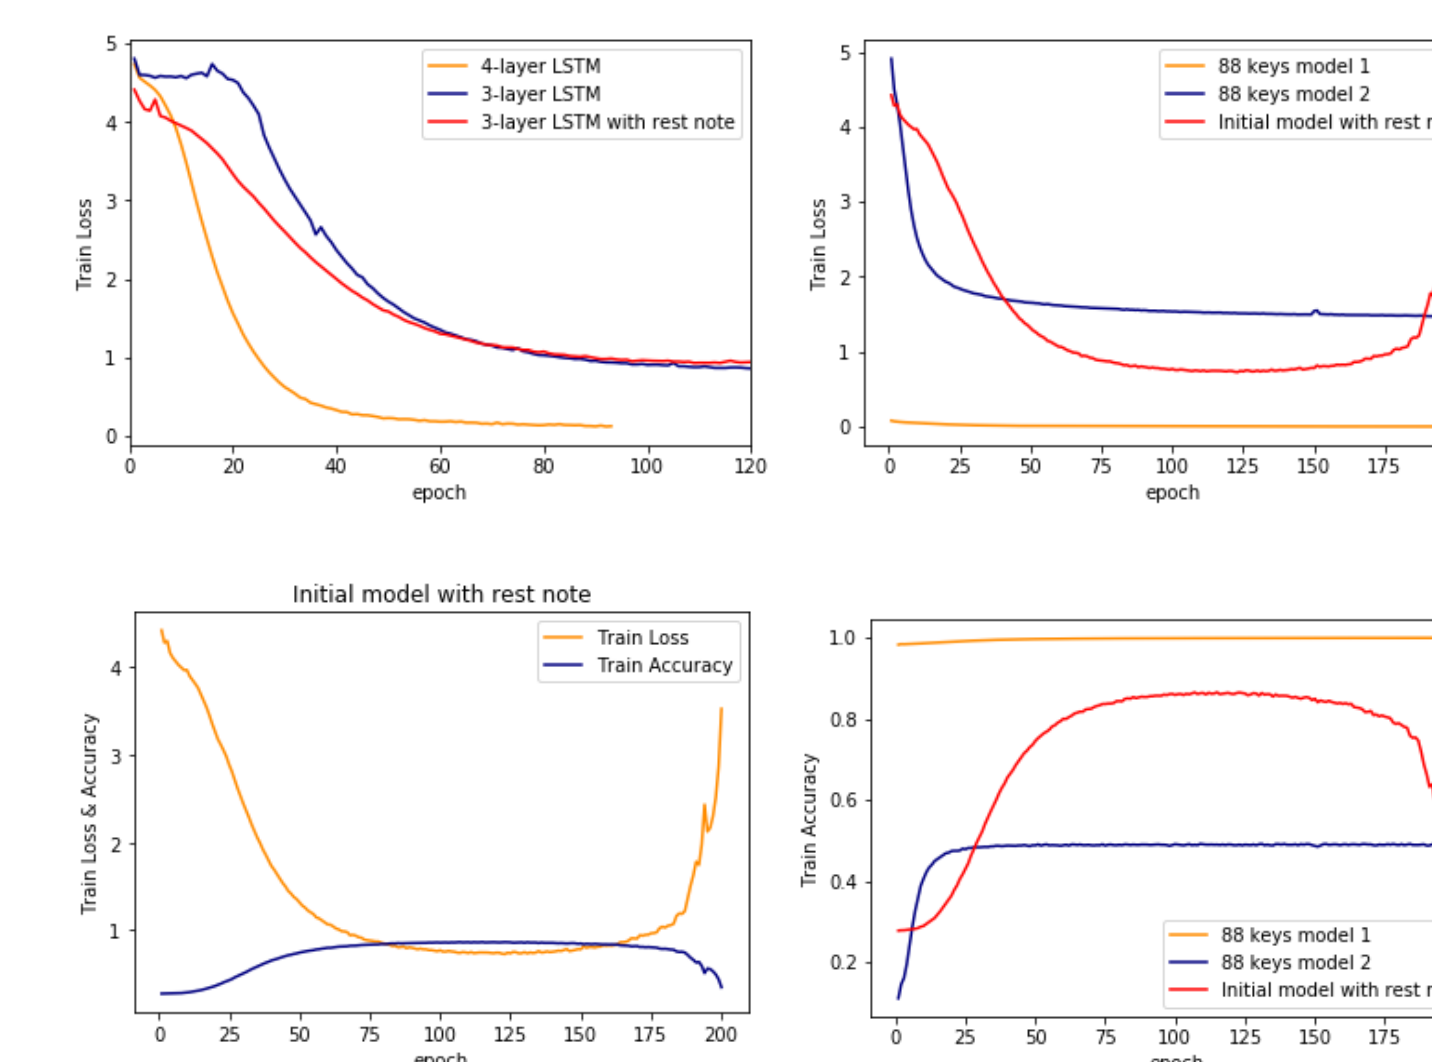 5
4
3
2
1
0
Train Loss
4-layer LSTM
3-layer LSTM
3-layer LSTM with rest note
0 20 40 60 80 100 120
epoch
5
4
3
2
1
0
Train Loss
88 keys model 1
88 keys model 2
Initial model with rest
0 25 50 75 100 125 150 175
epoch
Initial model with rest note
4
3
2
1
Train Loss & Accuracy
Train Loss
Train Accuracy
0 25 50 75 100 125 150 175 200
epoch
1.0
0.8
0.6
0.4
0.2
Train Accuracy
88 keys model 1
88 keys model 2
Initial model with rest
0 25 50 75 100 125 150 175
epoch